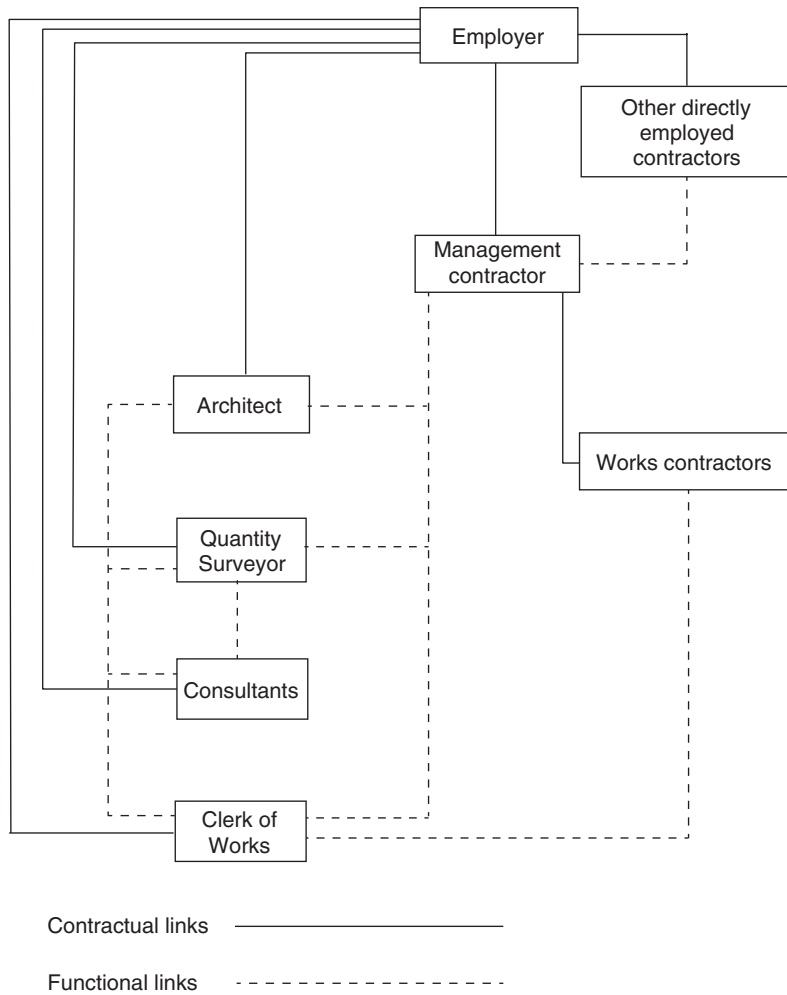 Employer
Other directly
employed
contractors
Management
contractor
Architect
Works contractors
Quantity
Surveyor
Consultants
Clerk of
Works
Contractual links
Functional links